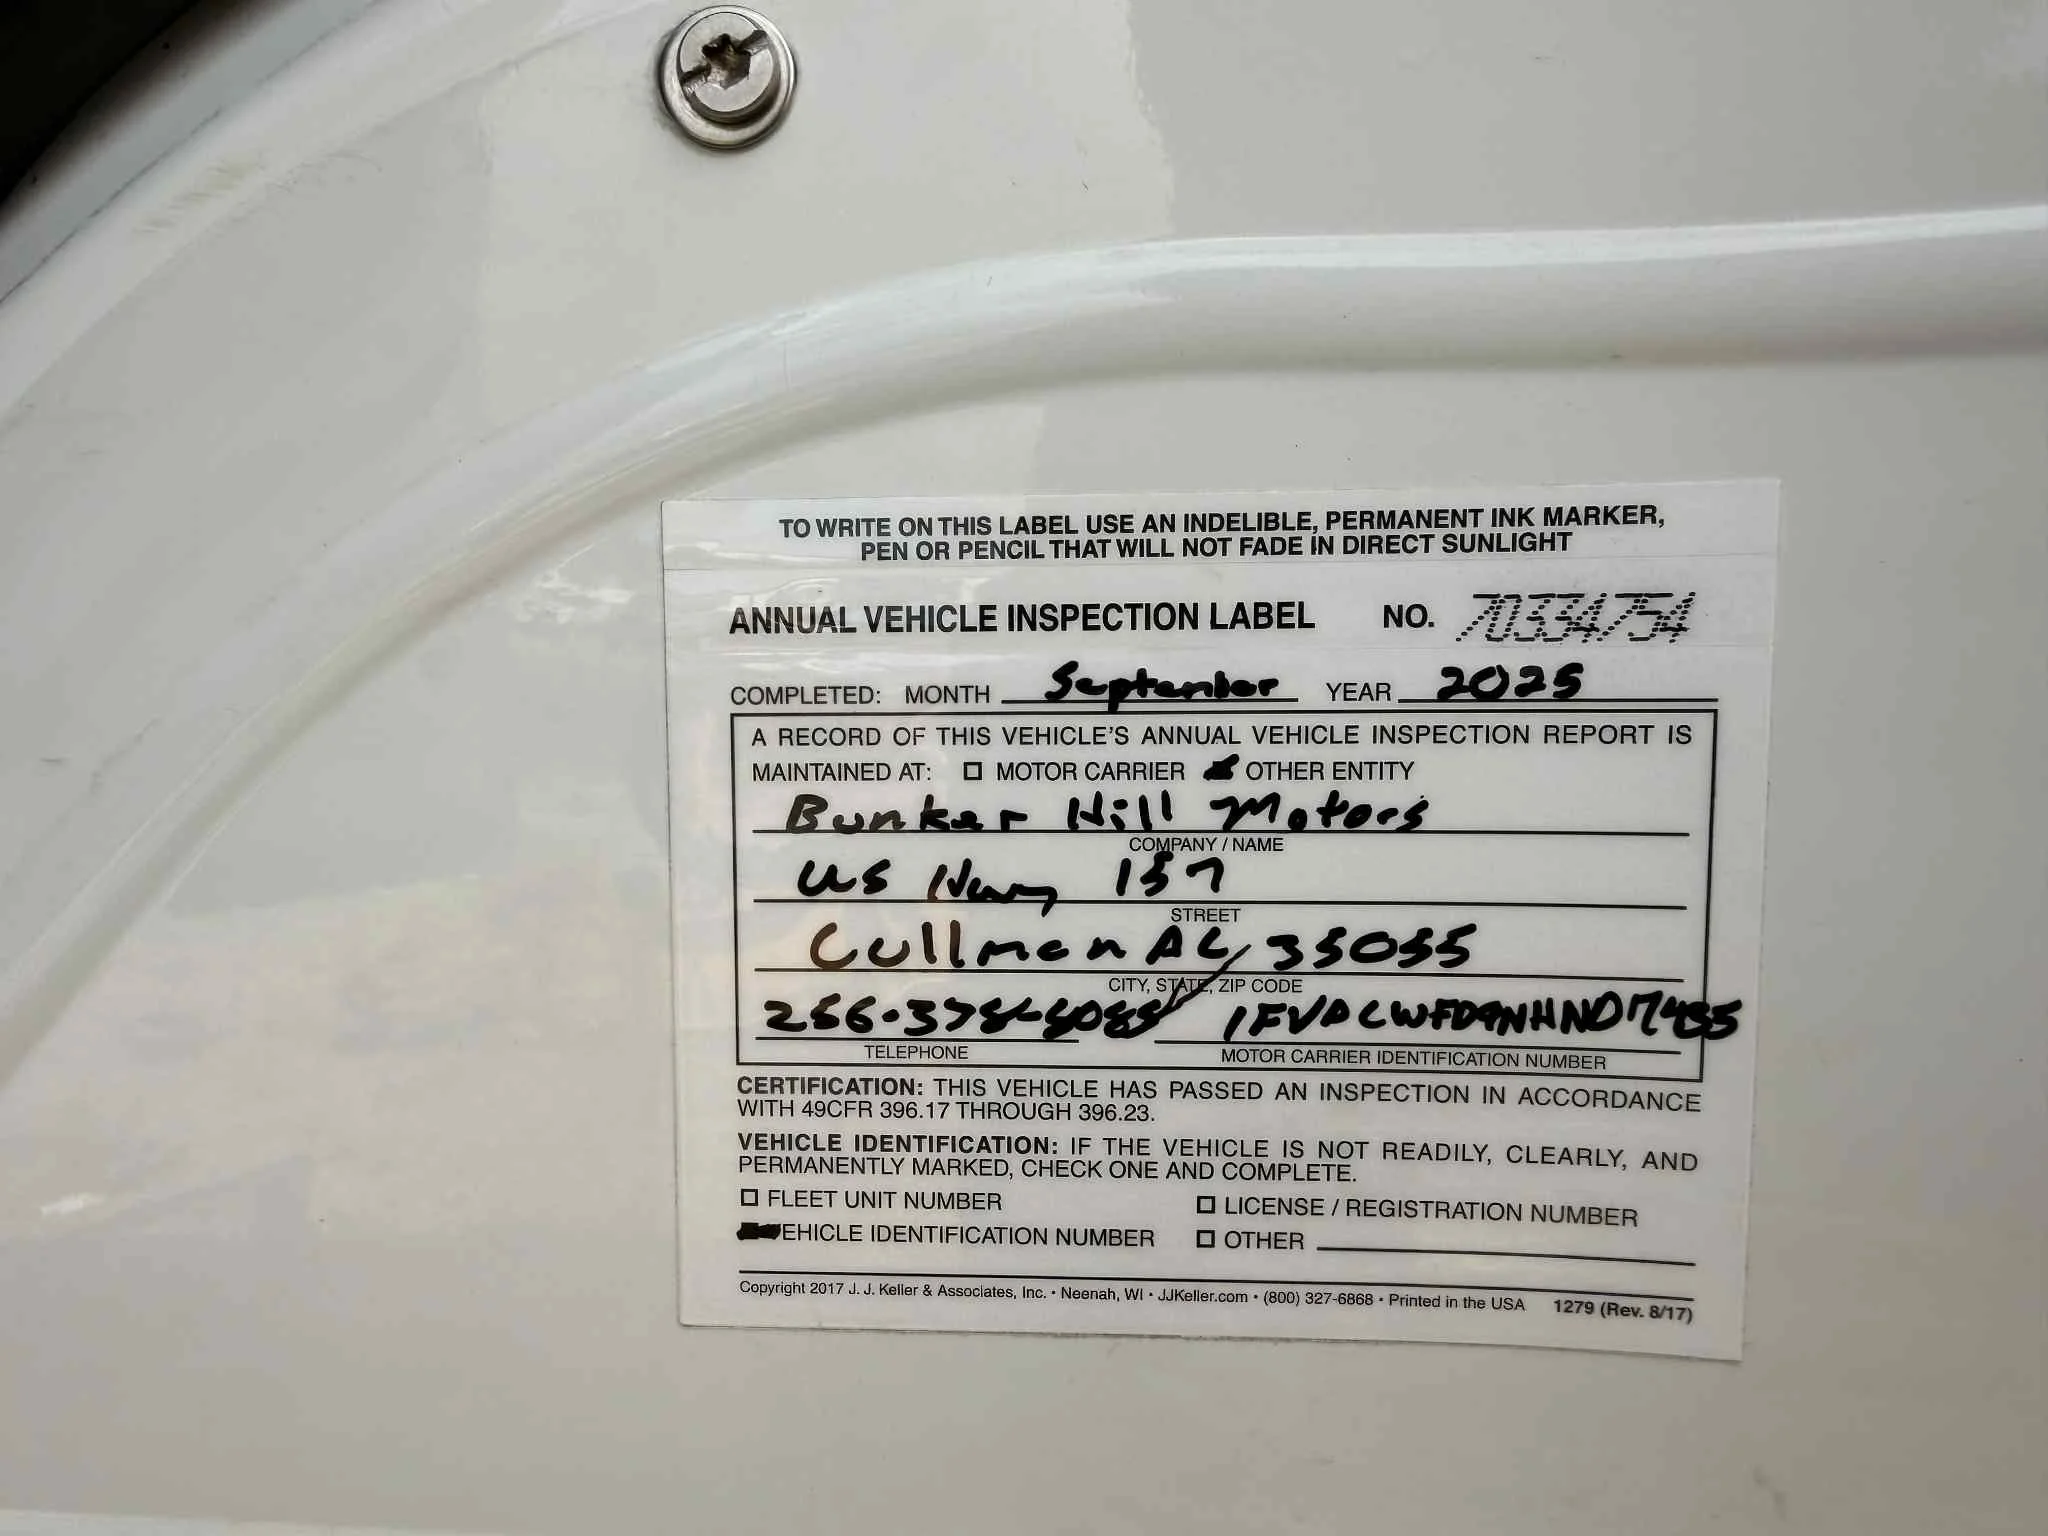 TO WRITE ON THIS LABEL USE AN INDELIBLE, PERMANENT INK MARKER,
PEN OR PENCIL THAT WILL NOT FADE IN DIRECT SUNLIGHT
ANNUAL VEHICLE INSPECTION LABEL NO. 70334754
COMPLETED: MONTH September YEAR 2025
A RECORD OF THIS VEHICLE'S ANNUAL VEHICLE INSPECTION REPORT IS
MAINTAINED AT: MOTOR CARRIER OTHER ENTITY
Bunker Hill Motors
COMPANY / NAME
US Hwy 157
STREET
Cullman AL 35055
CITY, STATE, ZIP CODE
TELEPHONE MOTOR CARRIER IDENTIFICATION NUMBER
CERTIFICATION: THIS VEHICLE HAS PASSED AN INSPECTION IN ACCORDANCE
WITH 49CFR 396.17 THROUGH 396.23.
VEHICLE IDENTIFICATION: IF THE VEHICLE IS NOT READILY, CLEARLY, AND
PERMANENTLY MARKED, CHECK ONE AND COMPLETE.
FLEET UNIT NUMBER LICENSE / REGISTRATION NUMBER
EHICLE IDENTIFICATION NUMBER OTHER
Copyright 2017 J. J. Keller & Associates, Inc. • Neenah, WI • JJKeller.com • (800) 327-6868 • Printed in the USA 1279 (Rev. 8/17)